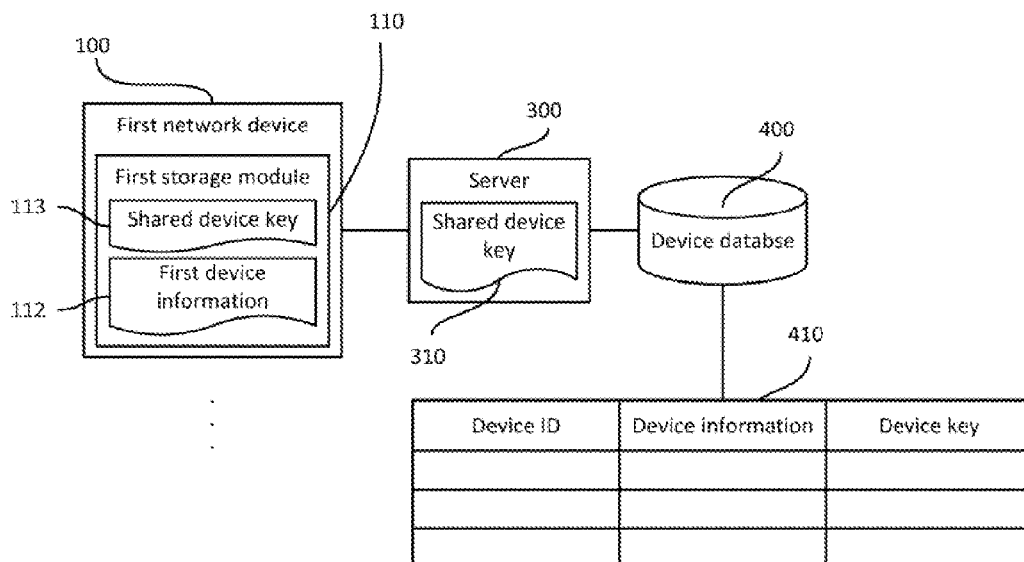 110
100
First network device
First storage module
113
Shared device key
First device
information
112
300
Server
Shared device
key
310
400
Device databse
410
Device ID Device information Device key